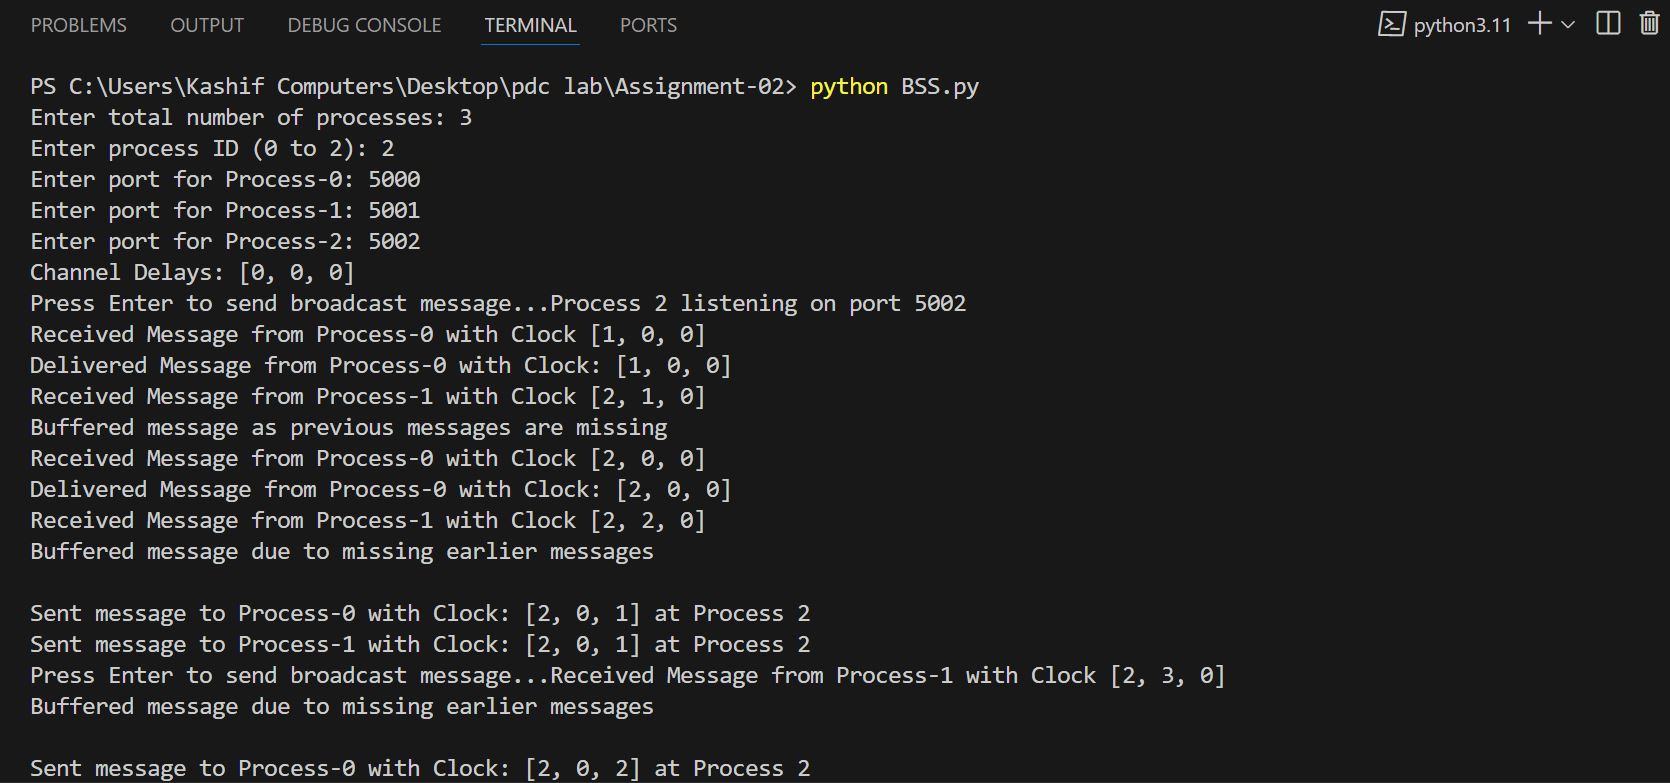 PROBLEMS OUTPUT DEBUG CONSOLE TERMINAL PORTS python3.11
PS C:\Users\Kashif Computers\Desktop\pdc lab\Assignment-02> python BSS.py
Enter total number of processes: 3
Enter process ID (0 to 2): 2
Enter port for Process-0: 5000
Enter port for Process-1: 5001
Enter port for Process-2: 5002
Channel Delays: [0, 0, 0]
Press Enter to send broadcast message...Process 2 listening on port 5002
Received Message from Process-0 with Clock [1, 0, 0]
Delivered Message from Process-0 with Clock: [1, 0, 0]
Received Message from Process-1 with Clock [2, 1, 0]
Buffered message as previous messages are missing
Received Message from Process-0 with Clock [2, 0, 0]
Delivered Message from Process-0 with Clock: [2, 0, 0]
Received Message from Process-1 with Clock [2, 2, 0]
Buffered message due to missing earlier messages
Sent message to Process-0 with Clock: [2, 0, 1] at Process 2
Sent message to Process-1 with Clock: [2, 0, 1] at Process 2
Press Enter to send broadcast message...Received Message from Process-1 with Clock [2, 3, 0]
Buffered message due to missing earlier messages
Sent message to Process-0 with Clock: [2, 0, 2] at Process 2